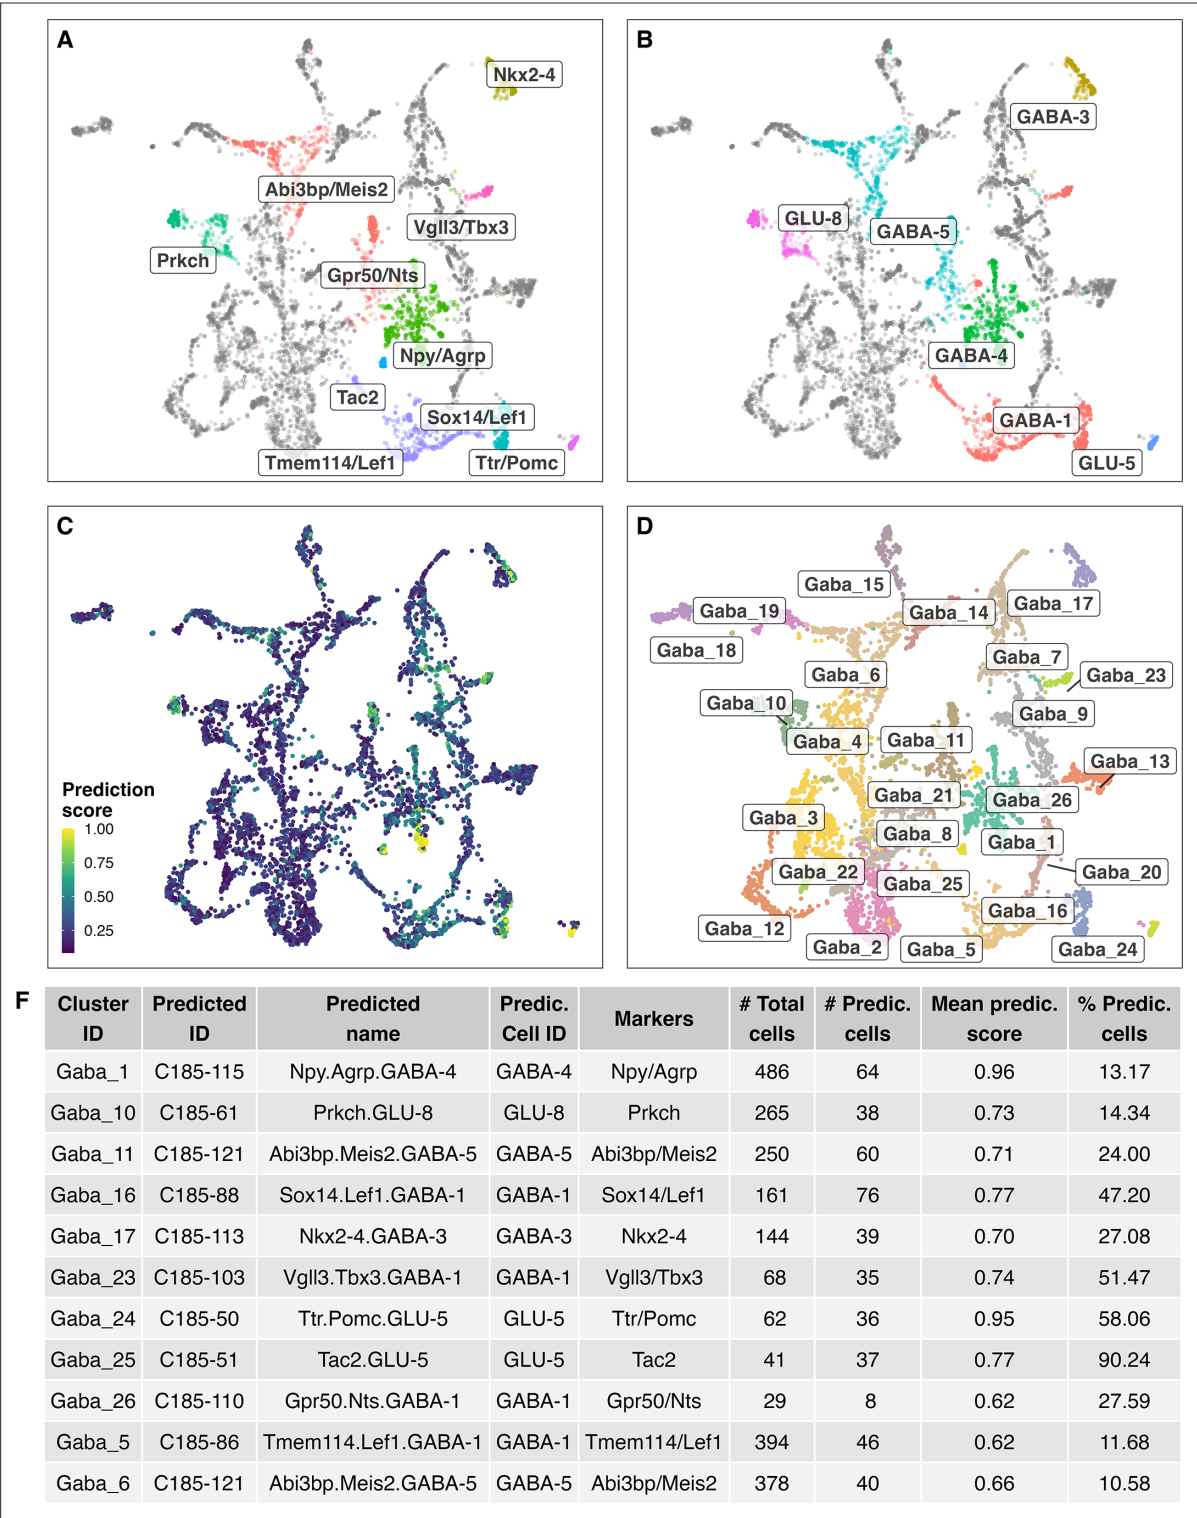 A
Nkx2-4
Abi3bp/Meis2
Vgll3/Tbx3
Prkch
Gpr50/Nts
Npy/Agrp
Tac2
Sox14/Lef1
Tmem114/Lef1
Ttr/Pomc
B
GABA-3
GLU-8
GABA-5
GABA-4
GABA-1
GLU-5
C
Prediction
score
1.00
0.75
0.50
0.25
D
Gaba_15
Gaba_14
Gaba_17
Gaba_19
Gaba_18
Gaba_7
Gaba_23
Gaba_6
Gaba_10
Gaba_9
Gaba_4
Gaba_11
Gaba_13
Gaba_21
Gaba_26
Gaba_3
Gaba_8
Gaba_1
Gaba_22
Gaba_20
Gaba_25
Gaba_16
Gaba_12
Gaba_2
Gaba_5
Gaba_24
F
Cluster ID Predicted ID Predicted name Predic. Cell ID Markers # Total cells # Predic. cells Mean predic. score % Predic. cells
Gaba_1 C185-115 Npy.Agrp.GABA-4 GABA-4 Npy/Agrp 486 64 0.96 13.17
Gaba_10 C185-61 Prkch.GLU-8 GLU-8 Prkch 265 38 0.73 14.34
Gaba_11 C185-121 Abi3bp.Meis2.GABA-5 GABA-5 Abi3bp/Meis2 250 60 0.71 24.00
Gaba_16 C185-88 Sox14.Lef1.GABA-1 GABA-1 Sox14/Lef1 161 76 0.77 47.20
Gaba_17 C185-113 Nkx2-4.GABA-3 GABA-3 Nkx2-4 144 39 0.70 27.08
Gaba_23 C185-103 Vgll3.Tbx3.GABA-1 GABA-1 Vgll3/Tbx3 68 35 0.74 51.47
Gaba_24 C185-50 Ttr.Pomc.GLU-5 GLU-5 Ttr/Pomc 62 36 0.95 58.06
Gaba_25 C185-51 Tac2.GLU-5 GLU-5 Tac2 41 37 0.77 90.24
Gaba_26 C185-110 Gpr50.Nts.GABA-1 GABA-1 Gpr50/Nts 29 8 0.62 27.59
Gaba_5 C185-86 Tmem114.Lef1.GABA-1 GABA-1 Tmem114/Lef1 394 46 0.62 11.68
Gaba_6 C185-121 Abi3bp.Meis2.GABA-5 GABA-5 Abi3bp/Meis2 378 40 0.66 10.58